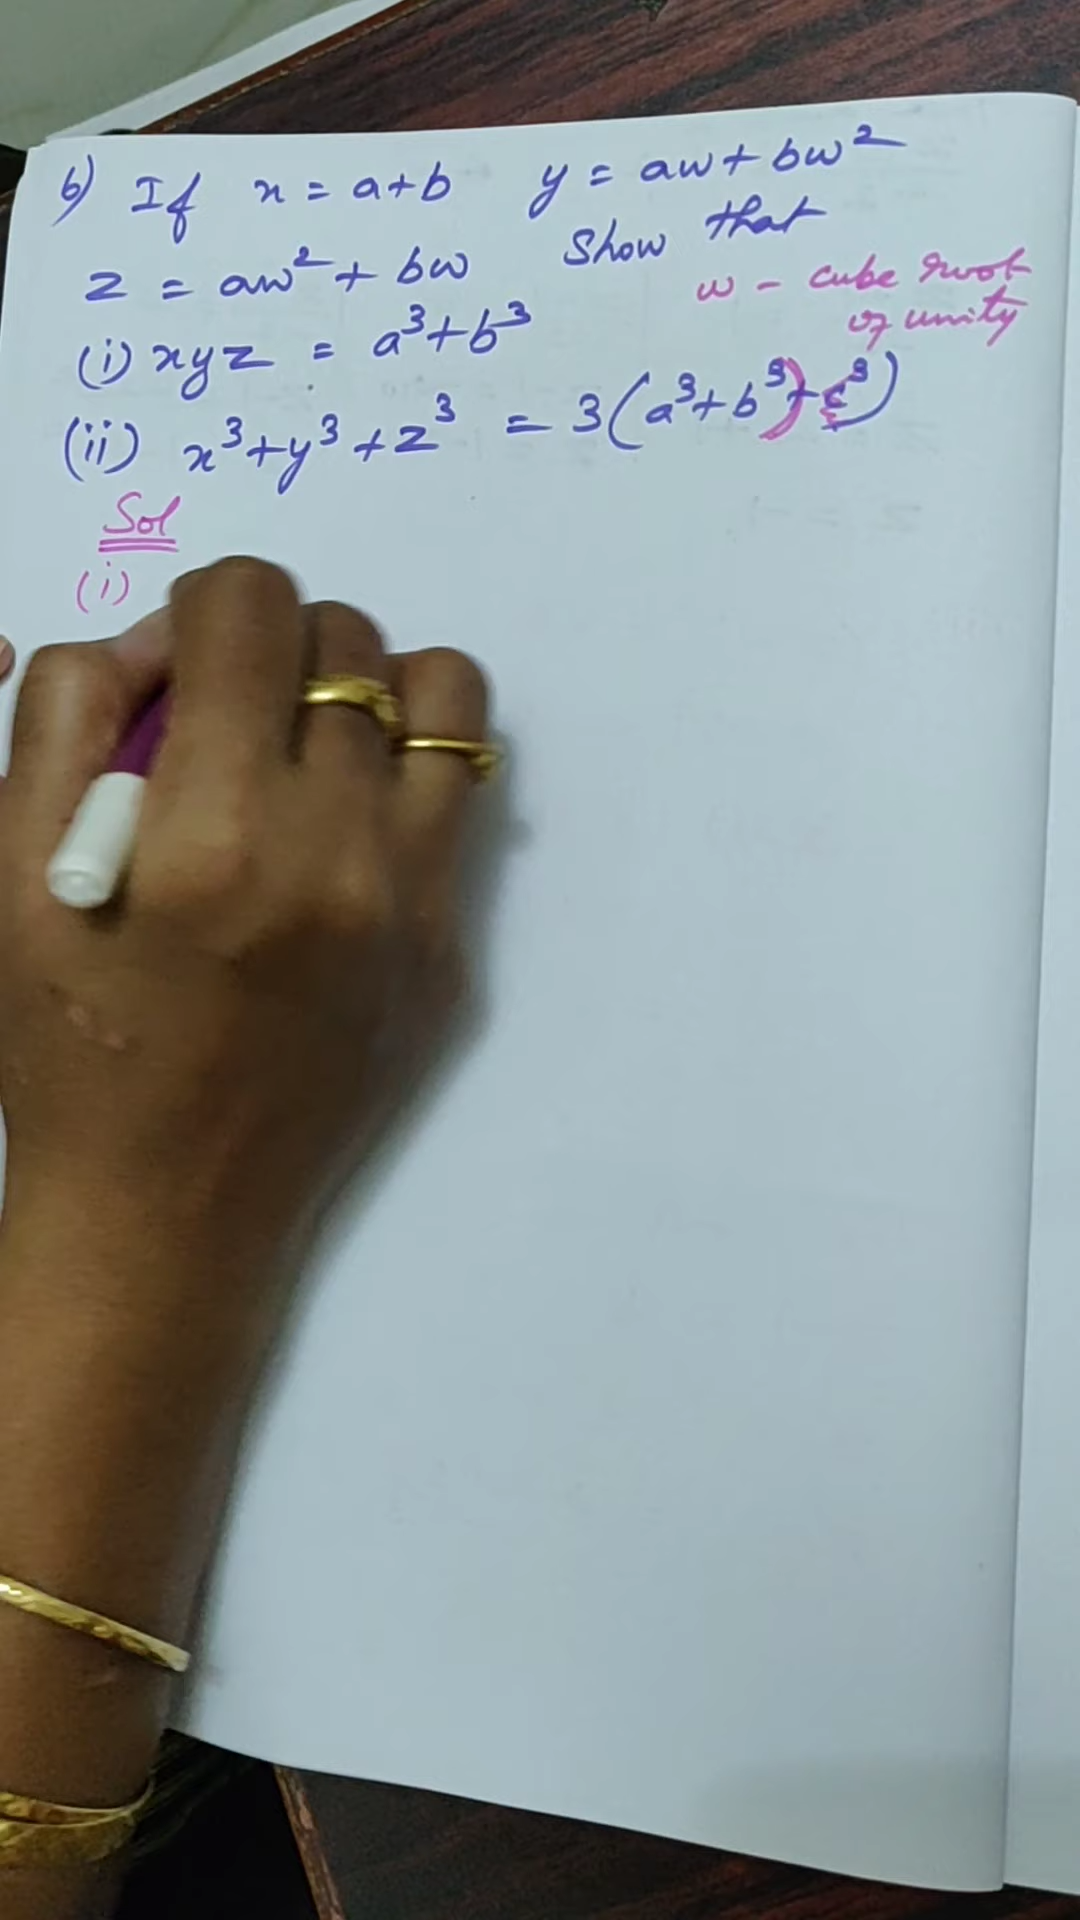 6) If x = a+b y = aw + bw²
z = aw² + bw Show that
w - cube root
of unity
(i) xyz = a³+b³
(ii) x³+y³+z³ = 3(a³+b³)+c³)
Sol
(i)